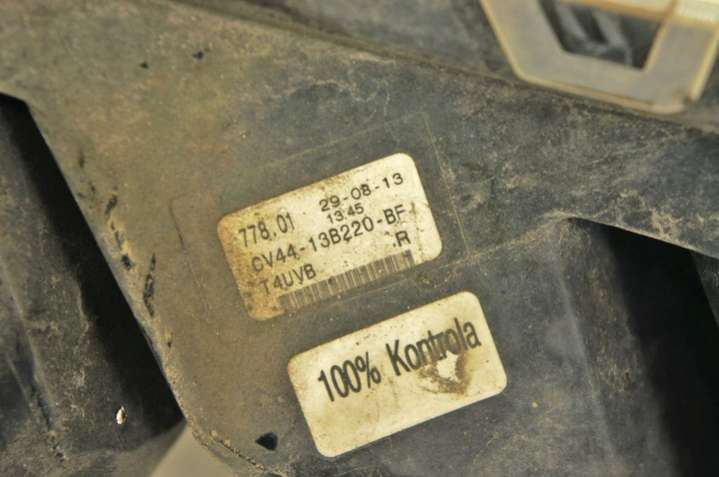 778.01 29-08-13
13:45
CV44-13B220-BF
T4UVB .R
100% Kontrola